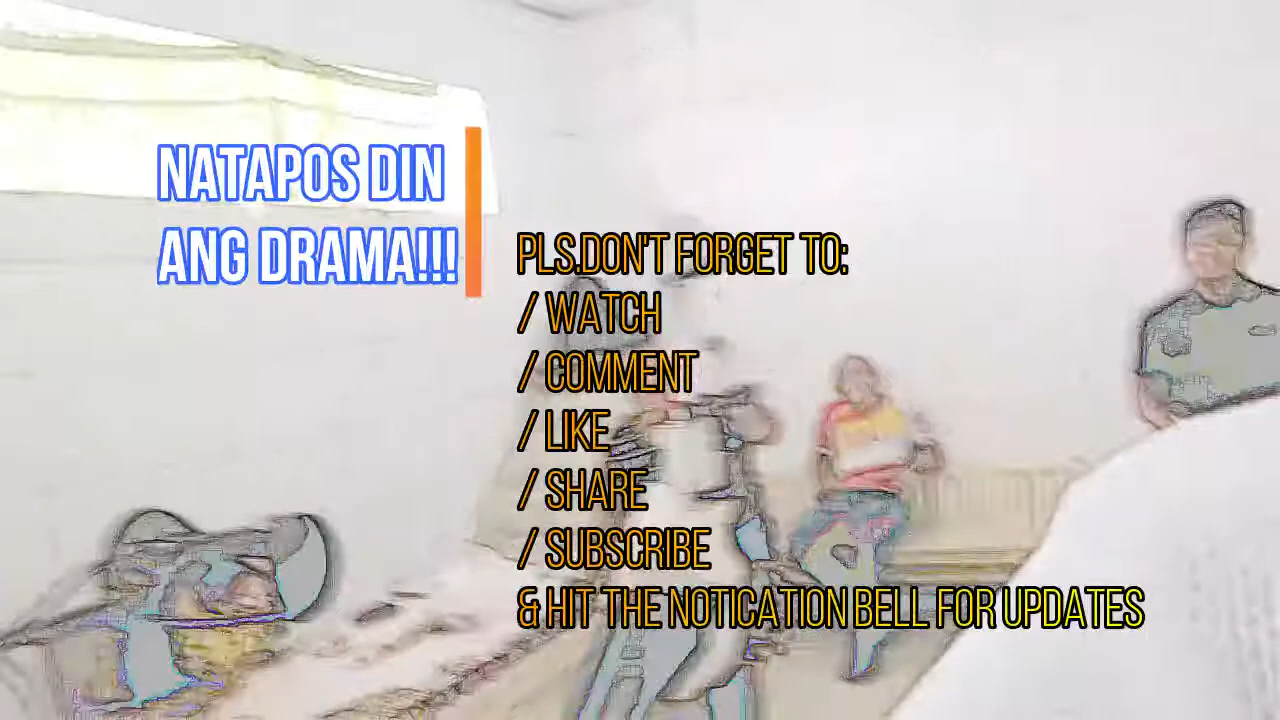 NATAPOS DIN
ANG DRAMA!!!
PLS.DON'T FORGET TO:
/ WATCH
/ COMMENT
/ LIKE
/ SHARE
/ SUBSCRIBE
& HIT THE NOTICATION BELL FOR UPDATES